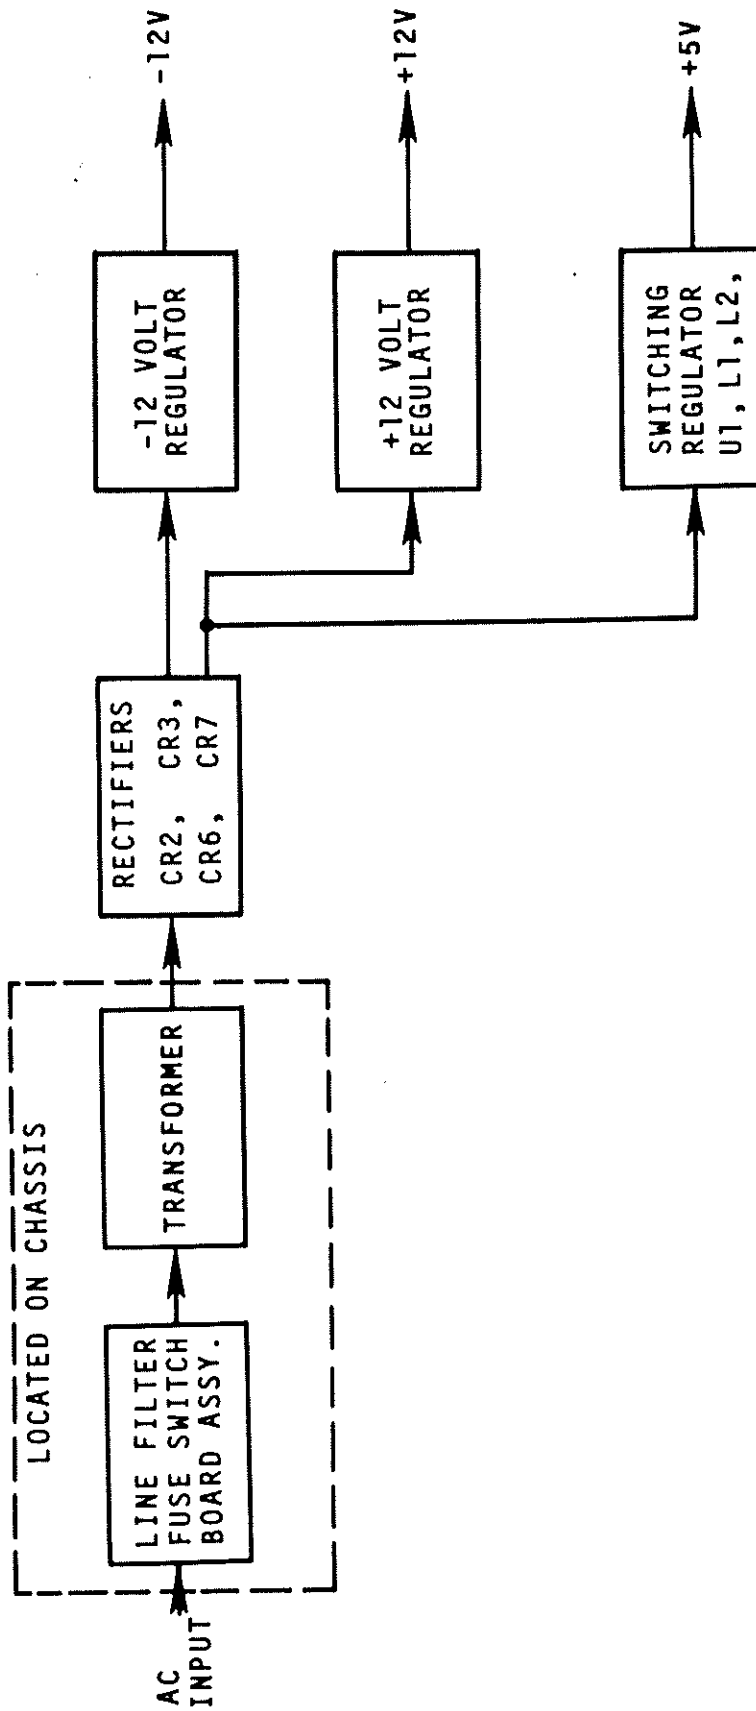 LOCATED ON CHASSIS
AC
INPUT
LINE FILTER
FUSE SWITCH
BOARD ASSY.
TRANSFORMER
RECTIFIERS
CR2, CR3,
CR6, CR7
-12 VOLT
REGULATOR
-12V
+12 VOLT
REGULATOR
+12V
SWITCHING
REGULATOR
U1, L1, L2,
+5V